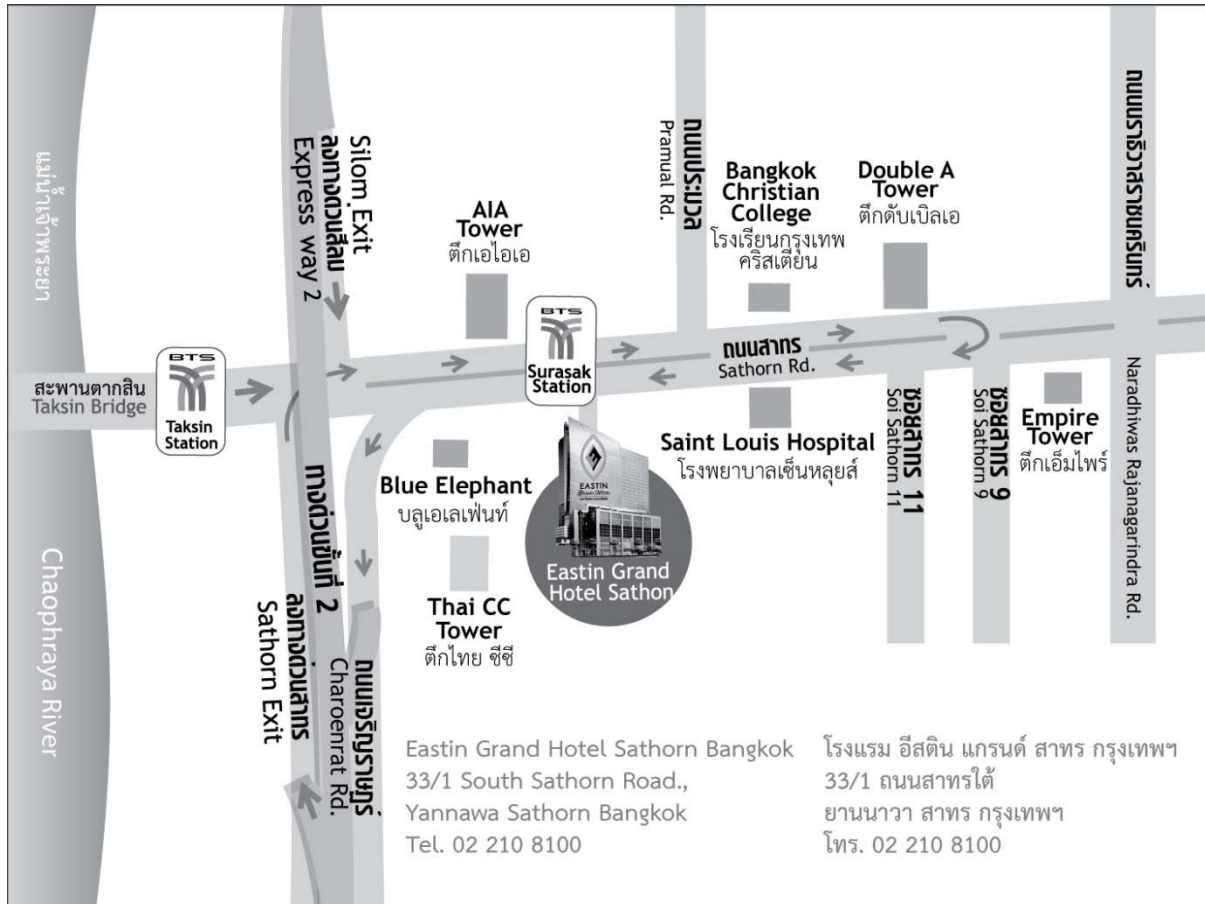 แม่น้ำเจ้าพระยา
Chaophraya River
สะพานตากสิน
Taksin Bridge
BTS
Taksin
Station
Silom Exit
ลงทางด่วนสีลม
Express way 2
AIA
Tower
ตึกเอไอเอ
BTS
Surasak
Station
ถนนประมวล
Pramual Rd.
Bangkok
Christian
College
โรงเรียนกรุงเทพ
คริสเตียน
Double A
Tower
ตึกดับเบิลเอ
ถนนนราธิวาสราชนครินทร์
Naradhiwas Rajanagarindra Rd.
ถนนสาทร
Sathorn Rd.
Blue Elephant
บลูเอเลเฟ่นท์
EASTIN
Eastin Grand
Hotel Sathon
Saint Louis Hospital
โรงพยาบาลเซ็นหลุยส์
ซอยสาทร 11
Soi Sathorn 11
ซอยสาทร 9
Soi Sathorn 9
Empire
Tower
ตึกเอ็มไพร์
ทางด่วนขั้นที่ 2
ลงทางด่วนสาทร
Sathorn Exit
ถนนเจริญราษฎร์
Charoenrat Rd.
Thai CC
Tower
ตึกไทย ซีซี
Eastin Grand Hotel Sathorn Bangkok
33/1 South Sathorn Road.,
Yannawa Sathorn Bangkok
Tel. 02 210 8100
โรงแรม อีสติน แกรนด์ สาทร กรุงเทพฯ
33/1 ถนนสาทรใต้
ยานนาวา สาทร กรุงเทพฯ
โทร. 02 210 8100